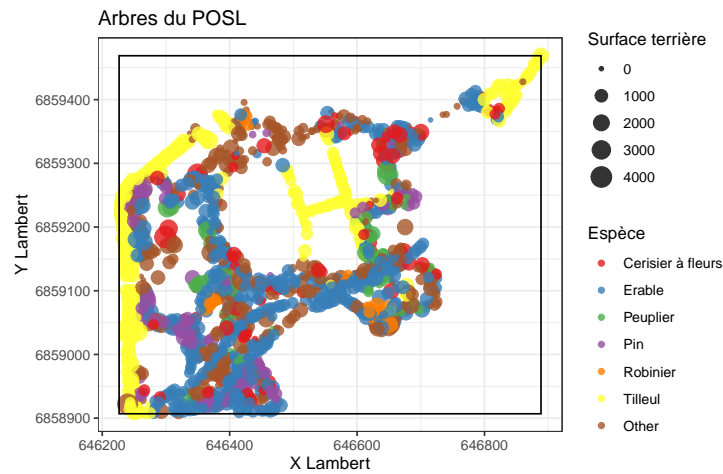 Arbres du POSL
Y Lambert
6859400
6859300
6859200
6859100
6859000
6858900
646200
646400
646600
646800
X Lambert
Surface terrière
0
1000
2000
3000
4000
Espèce
Cerisier à fleurs
Erable
Peuplier
Pin
Robinier
Tilleul
Other